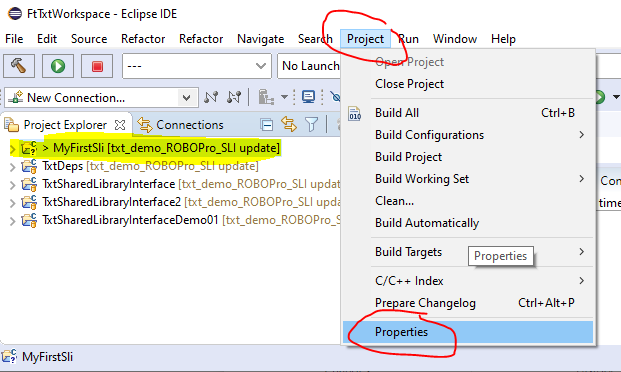 FtTxtWorkspace - Eclipse IDE
File Edit Source Refactor Refactor Navigate Search Project Run Window Help
--- No Launch
New Connection...
Project Explorer Connections
> MyFirstSli [txt_demo_ROBOPro_SLI update]
TxtDeps [txt_demo_ROBOPro_SLI update]
TxtSharedLibraryInterface [txt_demo_ROBOPro_SLI upda
TxtSharedLibraryInterface2 [txt_demo_ROBOPro_SLI upd
TxtSharedLibraryInterfaceDemo01 [txt_demo_ROBOPro_S
Open Project
Close Project
Build All Ctrl+B
Build Configurations
Build Project
Build Working Set
Clean...
Build Automatically
Build Targets
Properties
C/C++ Index
Prepare Changelog Ctrl+Alt+P
Properties
Con
time
MyFirstSli